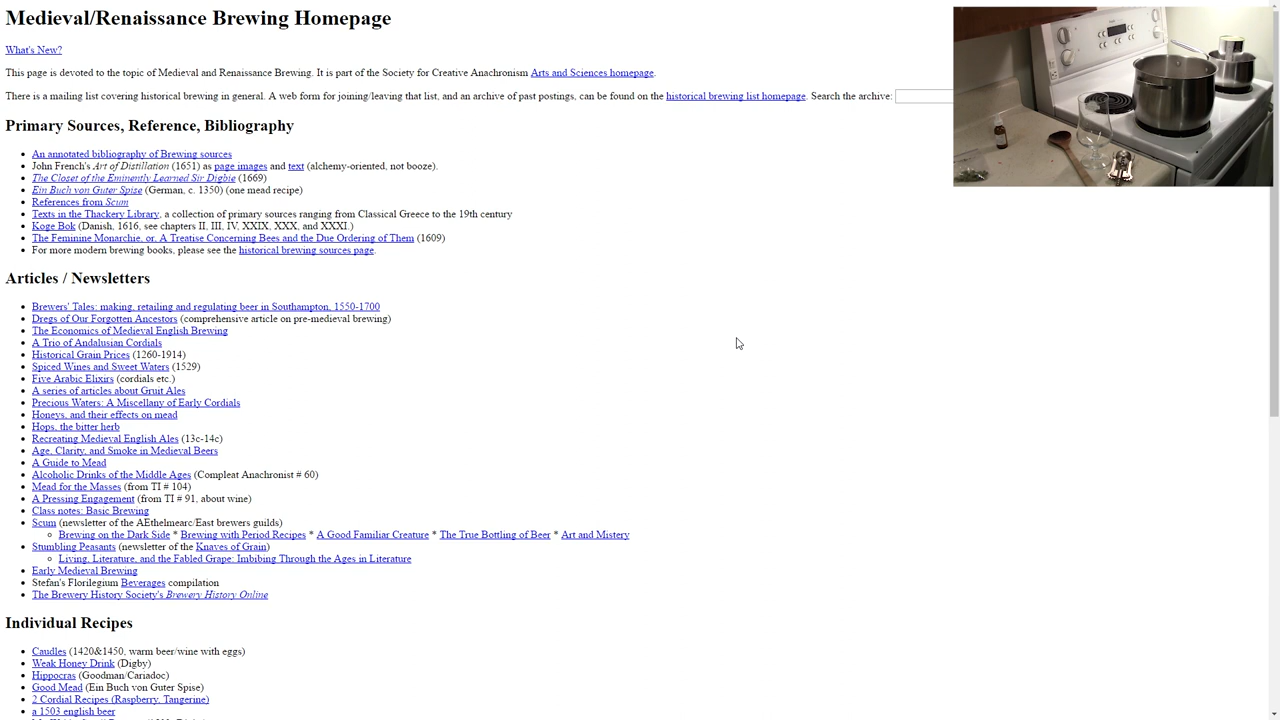 Medieval/Renaissance Brewing Homepage
What's New?
This page is devoted to the topic of Medieval and Renaissance Brewing. It is part of the Society for Creative Anachronism Arts and Sciences homepage.
There is a mailing list covering historical brewing in general. A web form for joining/leaving that list, and an archive of past postings, can be found on the historical brewing list homepage. Search the archive:
Primary Sources, Reference, Bibliography
An annotated bibliography of Brewing sources
John French's Art of Distillation (1651) as page images and text (alchemy-oriented, not booze).
The Closet of the Eminently Learned Sir Digbie (1669)
Ein Buch von Guter Spize (German, c. 1350) (one mead recipe)
References from Scum
Texts in the Thackery Library, a collection of primary sources ranging from Classical Greece to the 19th century
Koge Bok (Danish, 1616, see chapters II, III, IV, XXIX, XXX, and XXXI.)
The Feminine Monarchie, or, A Treatise Concerning Bees and the Due Ordering of Them (1609)
For more modern brewing books, please see the historical brewing sources page.
Articles / Newsletters
Brewers' Tales: making, retailing and regulating beer in Southampton, 1550-1700
Dregs of Our Forgotten Ancestors (comprehensive article on pre-medieval brewing)
The Economics of Medieval English Brewing
A Trio of Andalusian Cordials
Historical Grain Prices (1260-1914)
Spiced Wines and Sweet Waters (1529)
Five Arabic Elixirs (cordials etc.)
A series of articles about Gruit Ales
Precious Waters: A Miscellany of Early Cordials
Honeys, and their effects on mead
Hops, the bitter herb
Recreating Medieval English Ales (13c-14c)
Age, Clarity, and Smoke in Medieval Beers
A Guide to Mead
Alcoholic Drinks of the Middle Ages (Compleat Anachronist # 60)
Mead for the Masses (from TI # 104)
A Pressing Engagement (from TI # 91, about wine)
Class notes: Basic Brewing
Scum (newsletter of the AEthelmearc/East brewers guilds)
Brewing on the Dark Side * Brewing with Period Recipes * A Good Familiar Creature * The True Bottling of Beer * Art and Mistery
Stumbling Peasants (newsletter of the Knaves of Grain)
Living, Literature, and the Fabled Grape: Imbibing Through the Ages in Literature
Early Medieval Brewing
Stefan's Florilegium Beverages compilation
The Brewery History Society's Brewery History Online
Individual Recipes
Caudles (1420&1450, warm beer/wine with eggs)
Weak Honey Drink (Digby)
Hippocras (Goodman/Cariadoc)
Good Mead (Ein Buch von Guter Spise)
2 Cordial Recipes (Raspberry, Tangerine)
a 1503 english beer